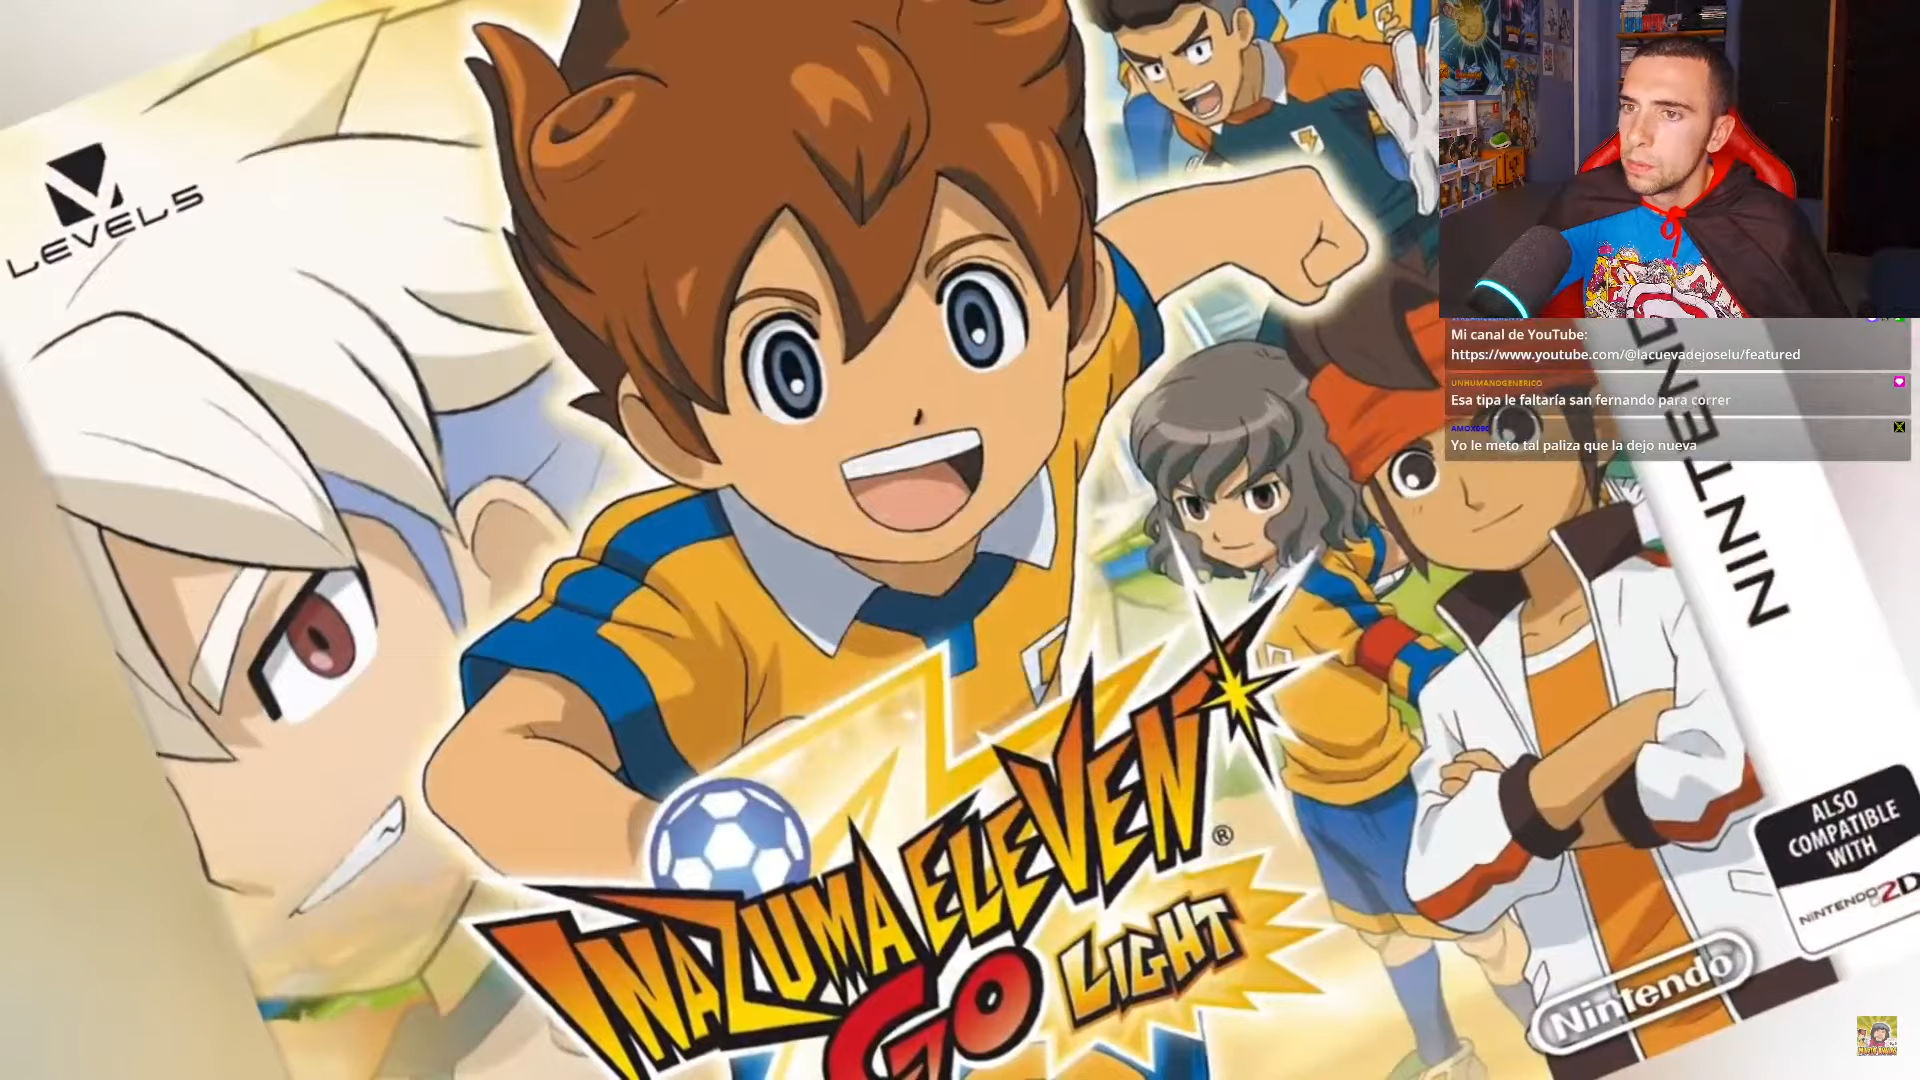 LEVEL5
INAZUMA ELEVEN®
GO LIGHT
NINTENDO
ALSO
COMPATIBLE
WITH
NINTENDO 2D
Nintendo
Mi canal de YouTube:
https://www.youtube.com/@lacuevadejoselu/featured
UNHUMANOGENERICO
Esa tipa le faltaría san fernando para correr
Yo le meto tal paliza que la dejo nueva